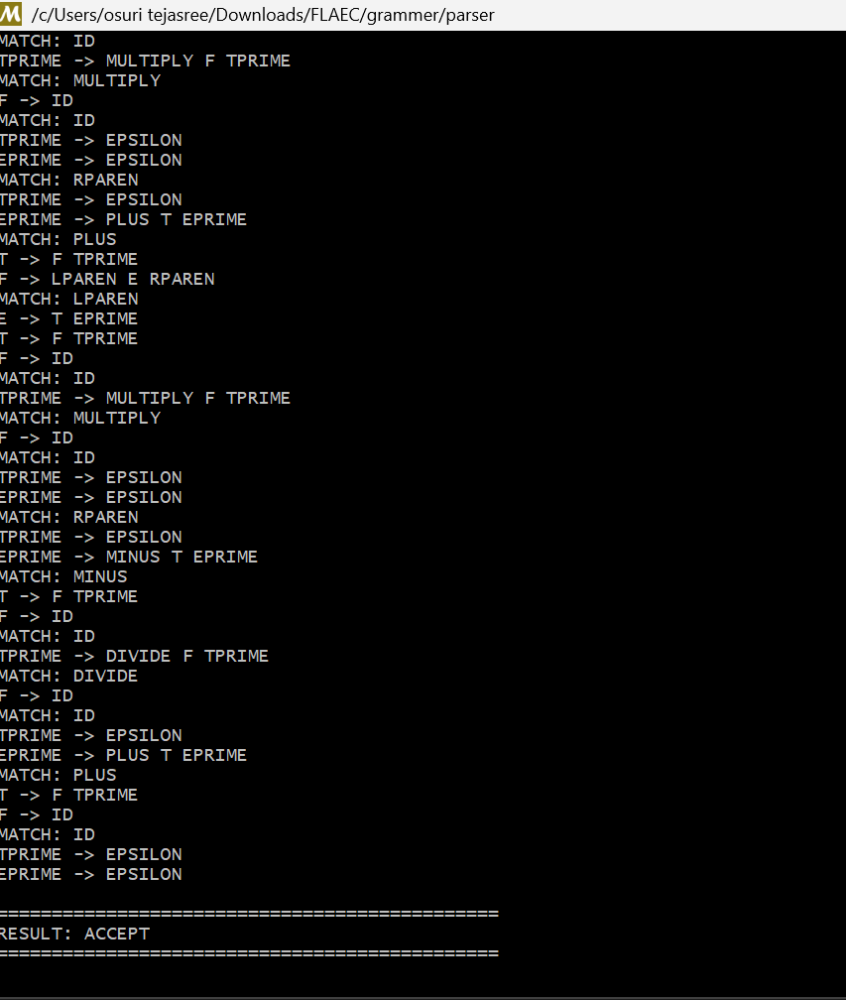 M /c/Users/osuri tejasree/Downloads/FLAEC/grammer/parser
MATCH: ID
TPRIME -> MULTIPLY F TPRIME
MATCH: MULTIPLY
F -> ID
MATCH: ID
TPRIME -> EPSILON
EPRIME -> EPSILON
MATCH: RPAREN
TPRIME -> EPSILON
EPRIME -> PLUS T EPRIME
MATCH: PLUS
T -> F TPRIME
F -> LPAREN E RPAREN
MATCH: LPAREN
E -> T EPRIME
T -> F TPRIME
F -> ID
MATCH: ID
TPRIME -> MULTIPLY F TPRIME
MATCH: MULTIPLY
F -> ID
MATCH: ID
TPRIME -> EPSILON
EPRIME -> EPSILON
MATCH: RPAREN
TPRIME -> EPSILON
EPRIME -> MINUS T EPRIME
MATCH: MINUS
T -> F TPRIME
F -> ID
MATCH: ID
TPRIME -> DIVIDE F TPRIME
MATCH: DIVIDE
F -> ID
MATCH: ID
TPRIME -> EPSILON
EPRIME -> PLUS T EPRIME
MATCH: PLUS
T -> F TPRIME
F -> ID
MATCH: ID
TPRIME -> EPSILON
EPRIME -> EPSILON
==============================================
RESULT: ACCEPT
==============================================